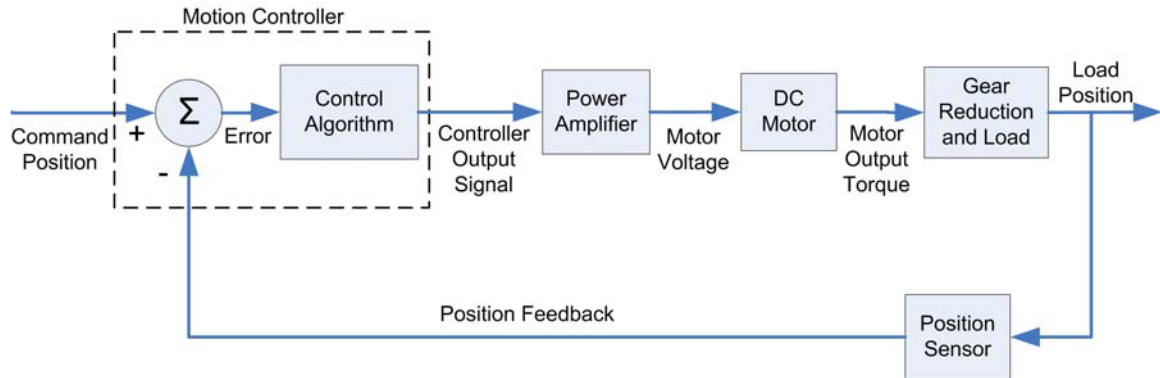 Motion Controller
Command
Position
+
-
Σ
Error
Control
Algorithm
Controller
Output
Signal
Power
Amplifier
Motor
Voltage
DC
Motor
Motor
Output
Torque
Gear
Reduction
and Load
Load
Position
Position Feedback
Position
Sensor